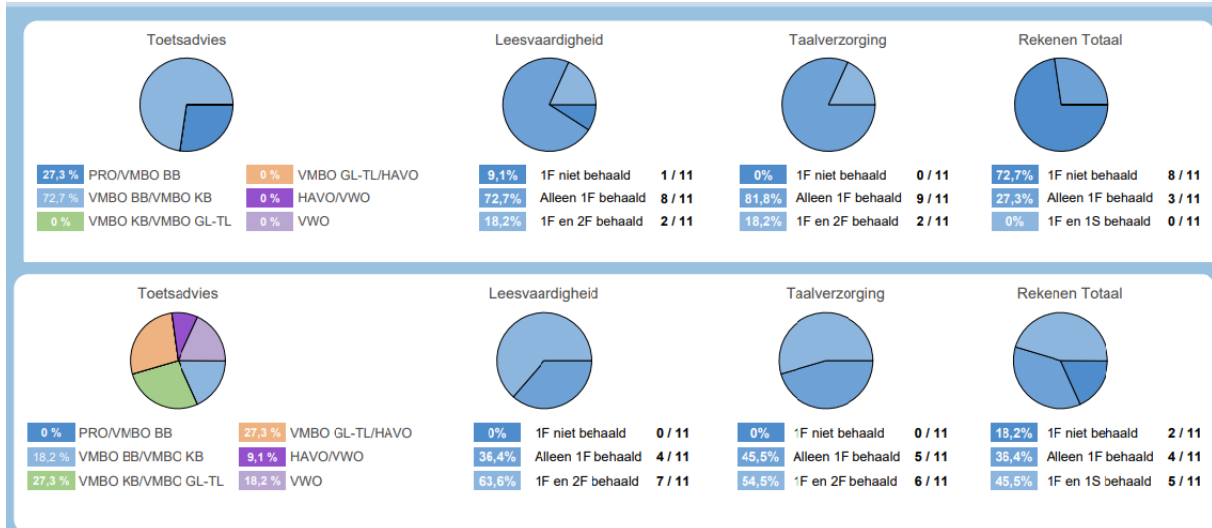 Toetsadvies Leesvaardigheid Taalverzorging Rekenen Totaal
27,3 % PRO/VMBO BB 0 % VMBO GL-TL/HAVO 9,1% 1F niet behaald 1 / 11 0% 1F niet behaald 0 / 11 72,7% 1F niet behaald 8 / 11
72,7 % VMBO BB/VMBO KB 0 % HAVO/VWO 72,7% Alleen 1F behaald 8 / 11 81,8% Alleen 1F behaald 9 / 11 27,3% Alleen 1F behaald 3 / 11
0 % VMBO KB/VMBO GL-TL 0 % VWO 18,2% 1F en 2F behaald 2 / 11 18,2% 1F en 2F behaald 2 / 11 0% 1F en 1S behaald 0 / 11
Toetsadvies Leesvaardigheid Taalverzorging Rekenen Totaal
0 % PRO/VMBO BB 27,3 % VMBO GL-TL/HAVO 0% 1F niet behaald 0 / 11 0% 1F niet behaald 0 / 11 18,2% 1F niet behaald 2 / 11
18,2 % VMBO BB/VMBO KB 9,1 % HAVO/VWO 36,4% Alleen 1F behaald 4 / 11 45,5% Alleen 1F behaald 5 / 11 36,4% Alleen 1F behaald 4 / 11
27,3 % VMBO KB/VMBO GL-TL 18,2 % VWO 63,6% 1F en 2F behaald 7 / 11 54,5% 1F en 2F behaald 6 / 11 45,5% 1F en 1S behaald 5 / 11